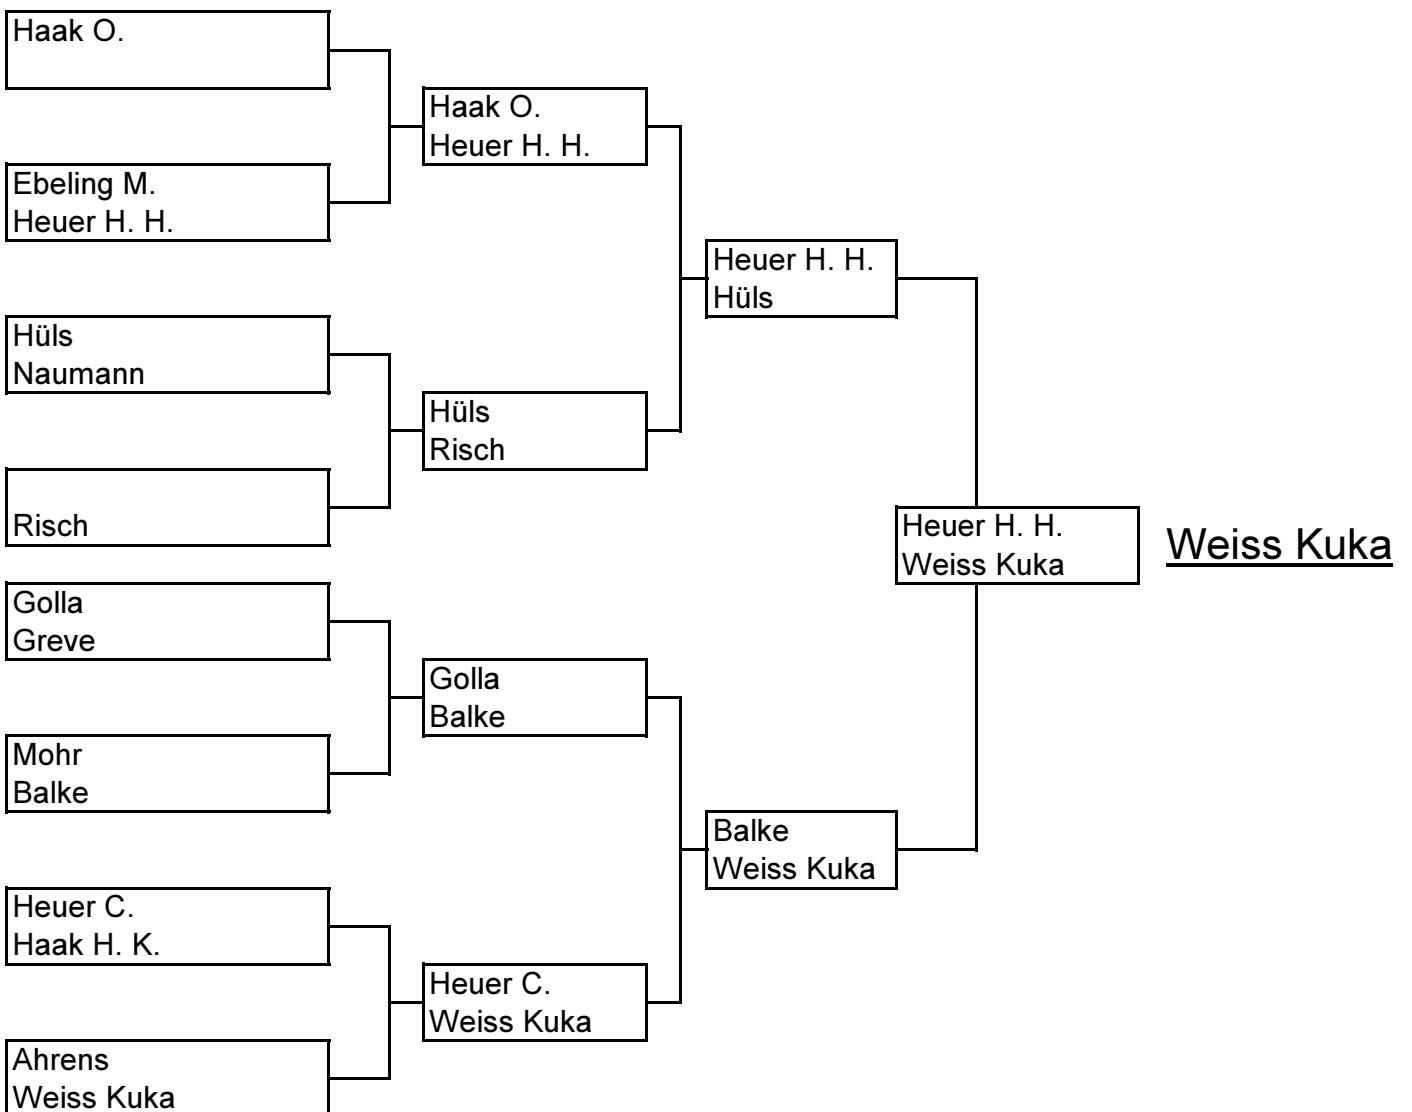 Haak O.
Ebeling M.
Heuer H. H.
Hüls
Naumann
Risch
Golla
Greve
Mohr
Balke
Heuer C.
Haak H. K.
Ahrens
Weiss Kuka
Haak O.
Heuer H. H.
Hüls
Risch
Golla
Balke
Heuer C.
Weiss Kuka
Heuer H. H.
Hüls
Balke
Weiss Kuka
Heuer H. H.
Weiss Kuka
Weiss Kuka